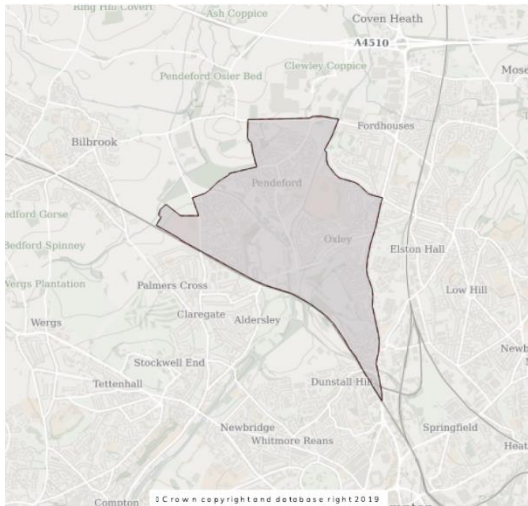 Ring Hill Covert
Ash Coppice
Coven Heath
A4510
Clewley Coppice
Pendeford Osier Bed
Mose
Fordhouses
Bilbrook
Pendeford
edford Gorse
Oxley
Bedford Spinney
Elston Hall
Wergs Plantation
Palmers Cross
Low Hill
Claregate
Aldersley
Wergs
Newb
Stockwell End
Tettenhall
Dunstall Hill
Newbridge
Springfield
Whitmore Reans
Heat
Compton
©Crown copyright and database right 2019